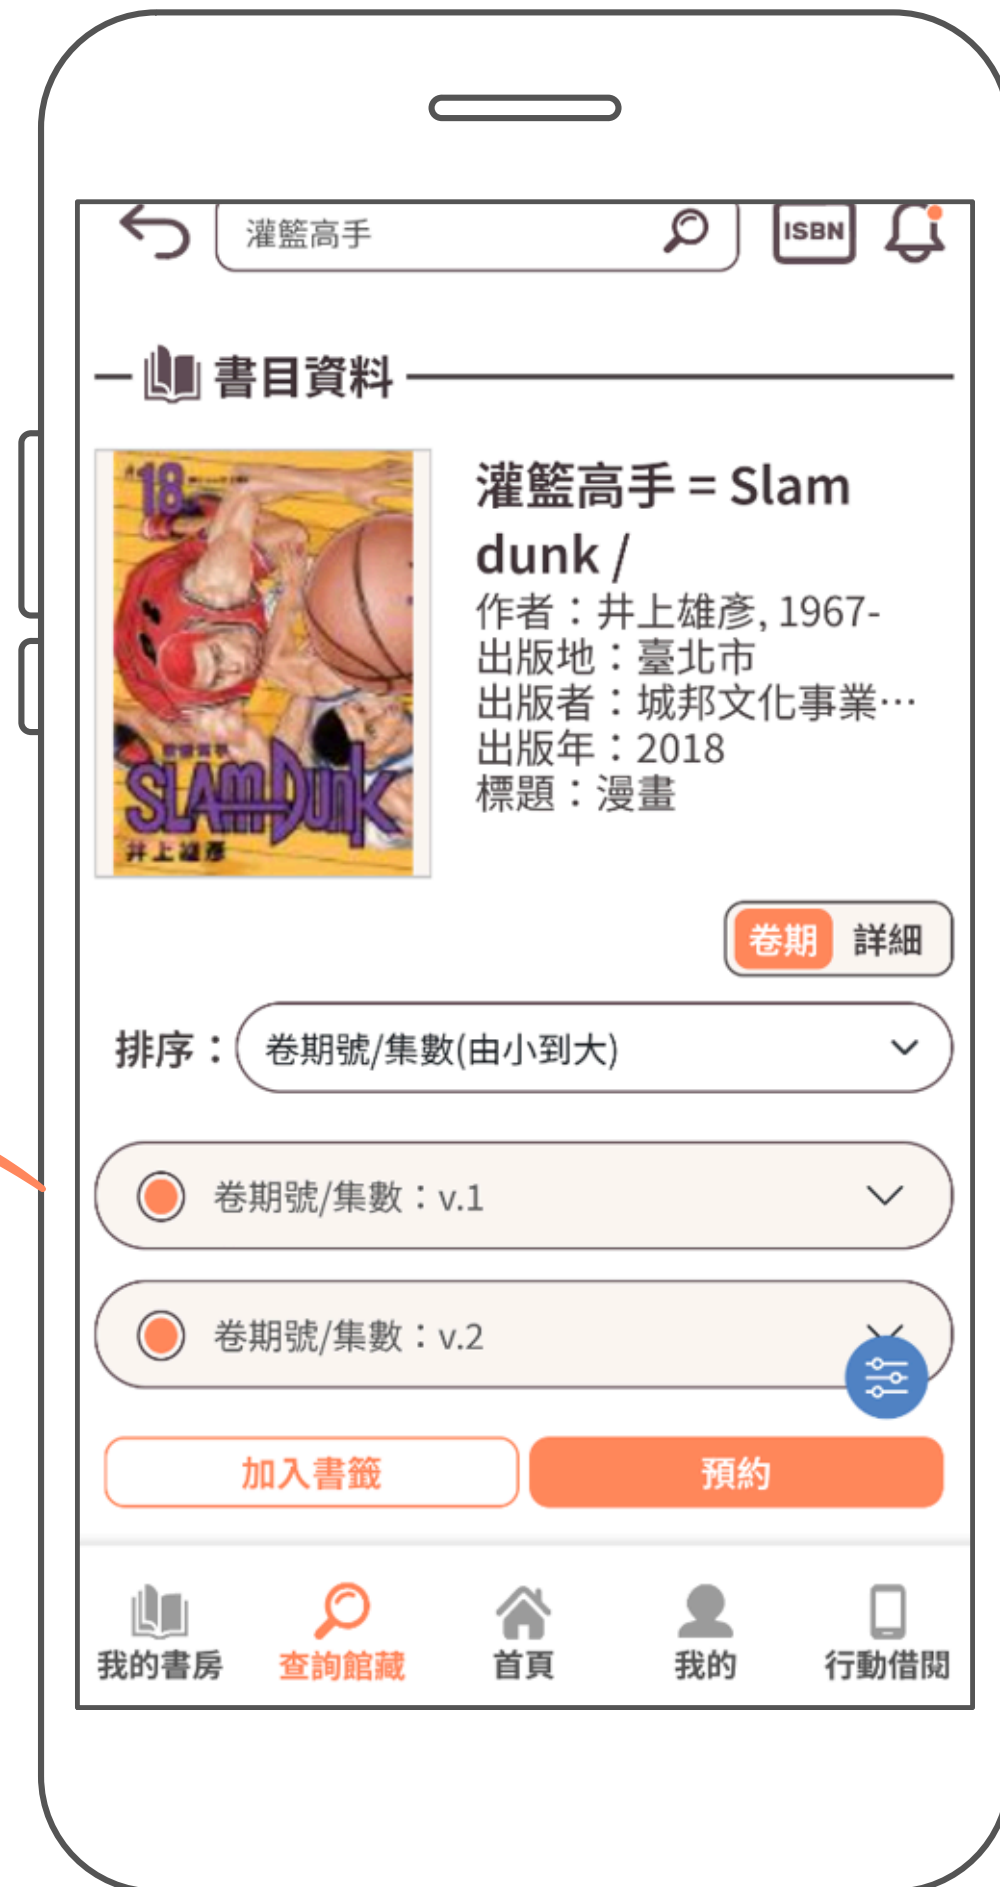 灌籃高手
ISBN
書目資料
18
SLAM DUNK
井上雄彥
灌籃高手 = Slam
dunk /
作者：井上雄彥, 1967-
出版地：臺北市
出版者：城邦文化事業…
出版年：2018
標題：漫畫
卷期 詳細
排序： 卷期號/集數(由小到大)
卷期號/集數：v.1
卷期號/集數：v.2
加入書籤 預約
我的書房 查詢館藏 首頁 我的 行動借閱